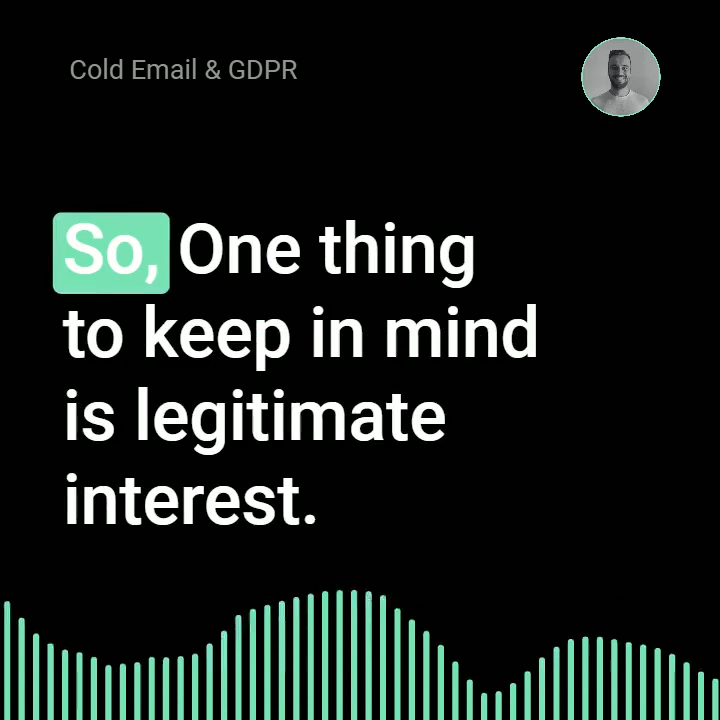 Cold Email & GDPR
So, One thing
to keep in mind
is legitimate
interest.